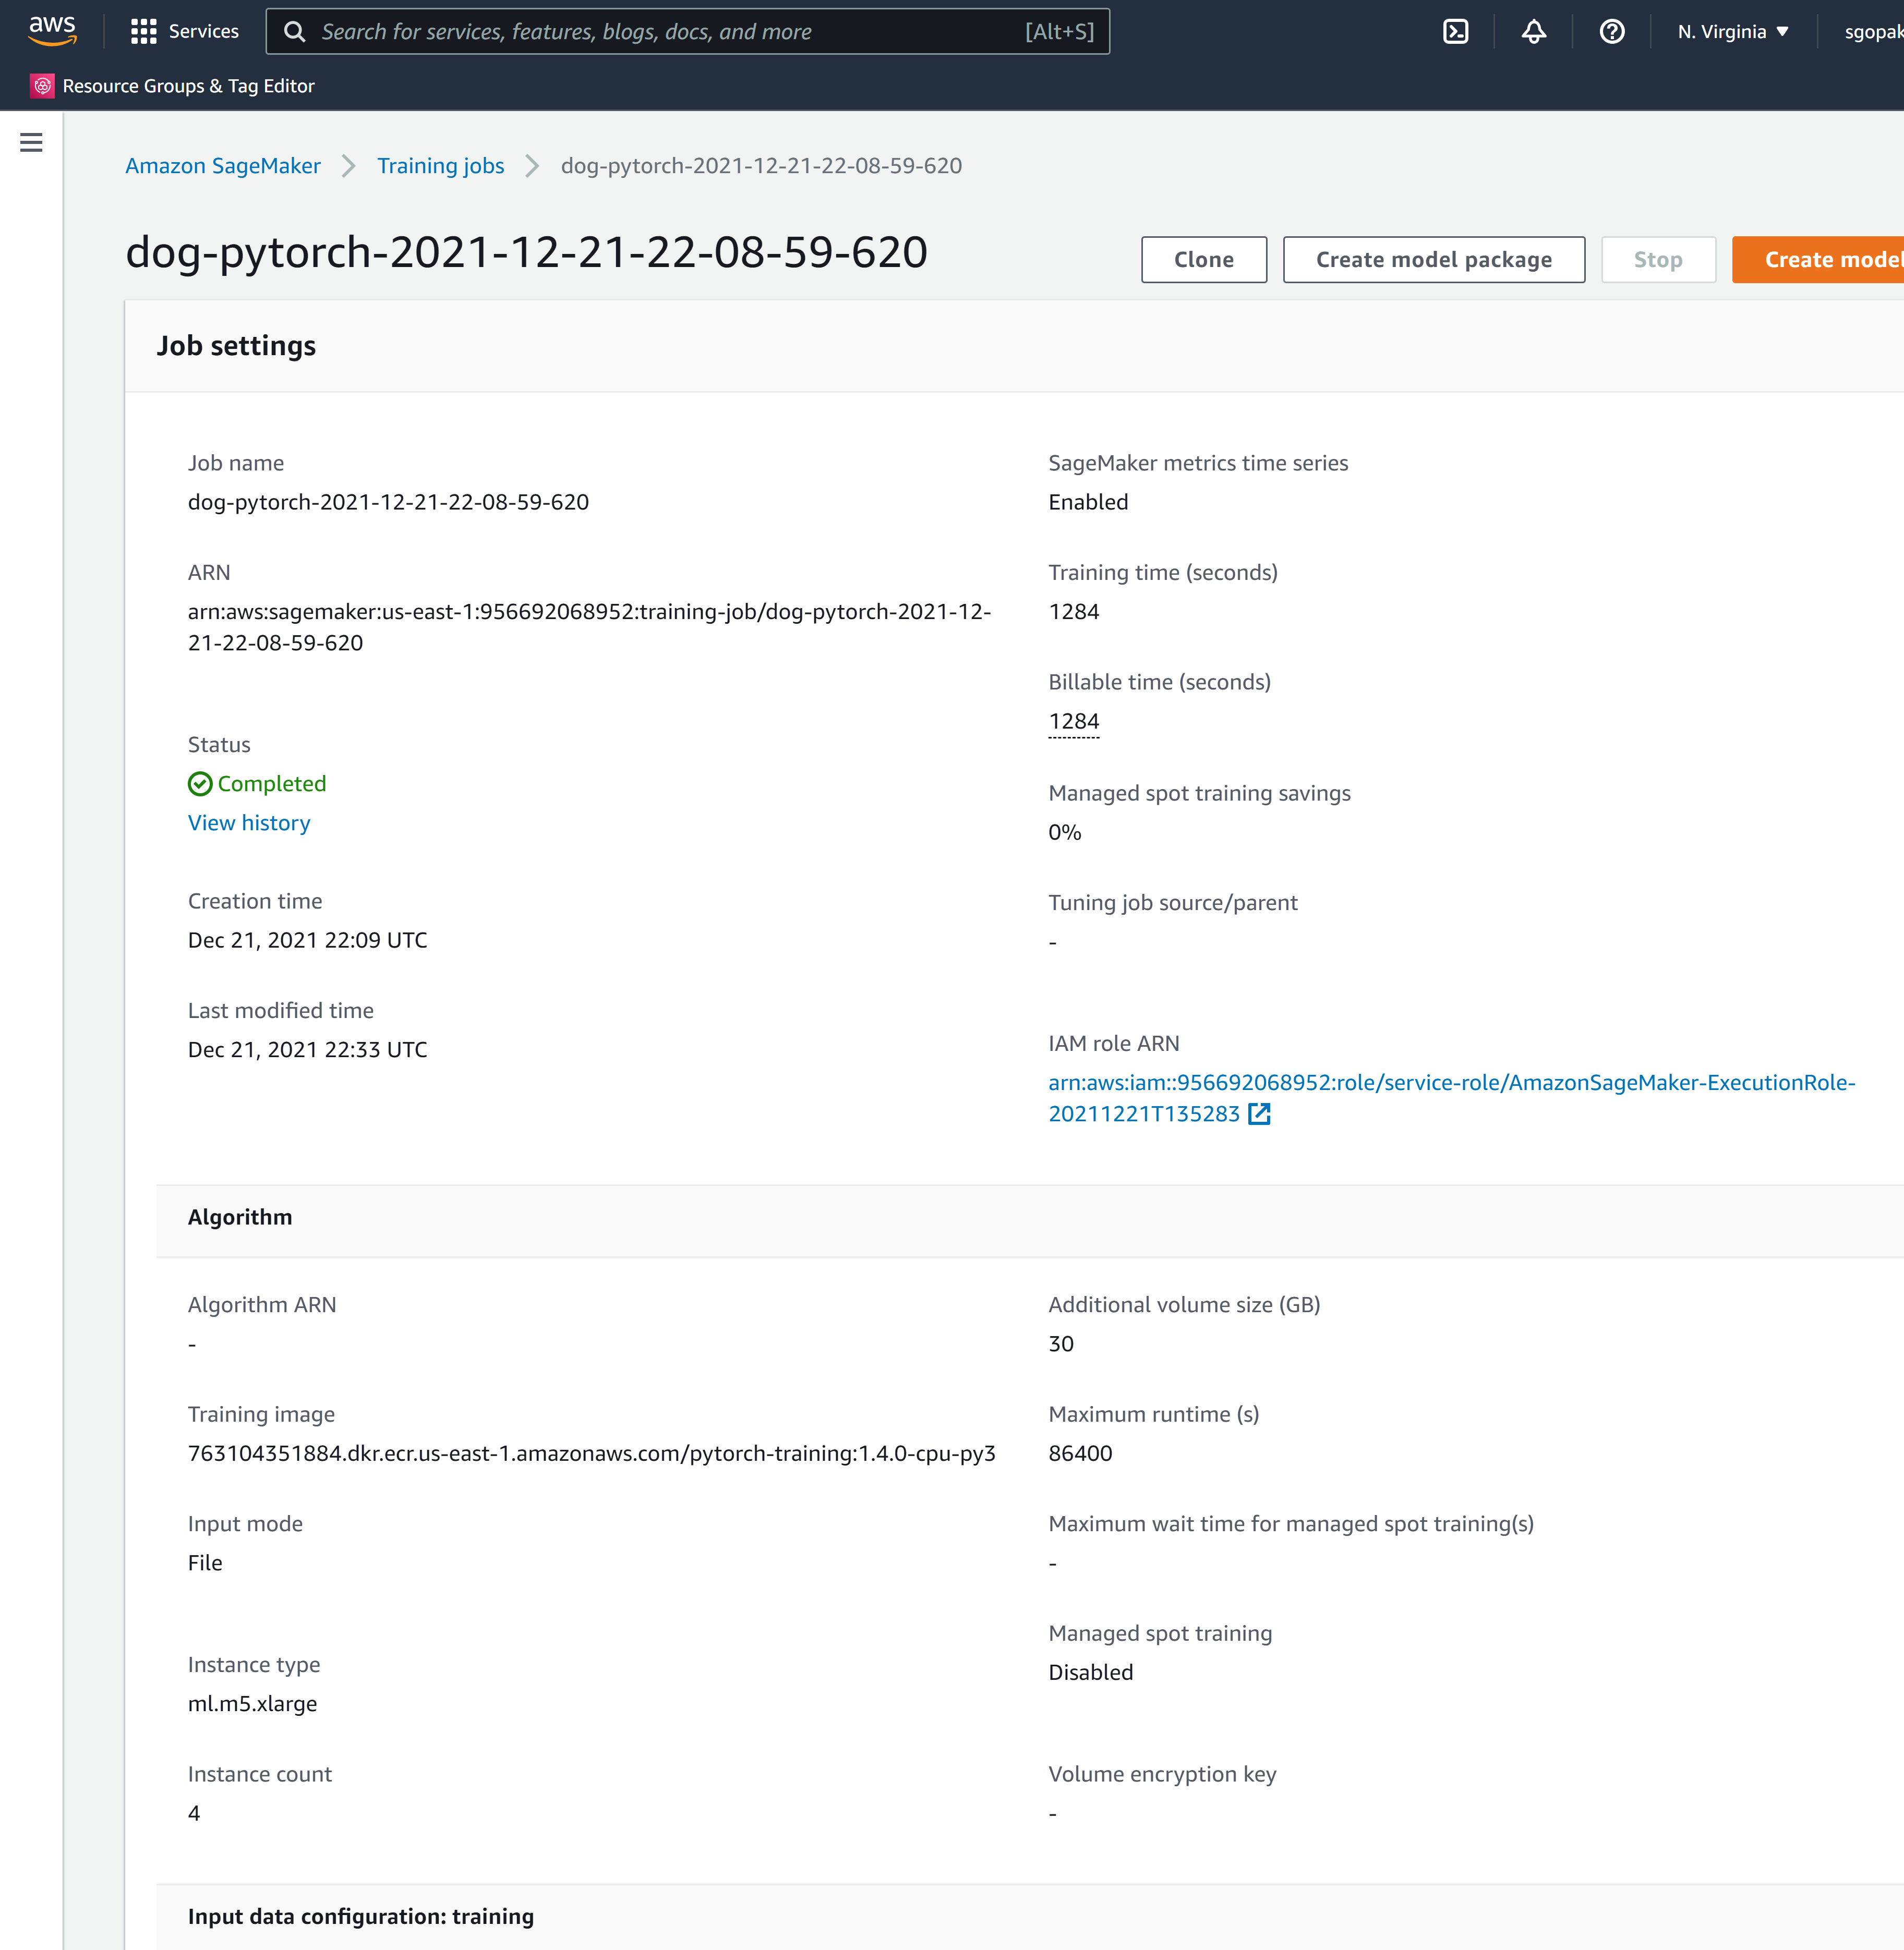 aws Services Search for services, features, blogs, docs, and more [Alt+S] N. Virginia ▼
Resource Groups & Tag Editor
Amazon SageMaker > Training jobs > dog-pytorch-2021-12-21-22-08-59-620
dog-pytorch-2021-12-21-22-08-59-620
Clone Create model package Stop Create model
Job settings
Job name
dog-pytorch-2021-12-21-22-08-59-620
ARN
arn:aws:sagemaker:us-east-1:956692068952:training-job/dog-pytorch-2021-12-
21-22-08-59-620
Status
Completed
View history
Creation time
Dec 21, 2021 22:09 UTC
Last modified time
Dec 21, 2021 22:33 UTC
SageMaker metrics time series
Enabled
Training time (seconds)
1284
Billable time (seconds)
1284
Managed spot training savings
0%
Tuning job source/parent
-
IAM role ARN
arn:aws:iam::956692068952:role/service-role/AmazonSageMaker-ExecutionRole-
20211221T135283
Algorithm
Algorithm ARN
-
Training image
763104351884.dkr.ecr.us-east-1.amazonaws.com/pytorch-training:1.4.0-cpu-py3
Input mode
File
Instance type
ml.m5.xlarge
Instance count
4
Additional volume size (GB)
30
Maximum runtime (s)
86400
Maximum wait time for managed spot training(s)
-
Managed spot training
Disabled
Volume encryption key
-
Input data configuration: training